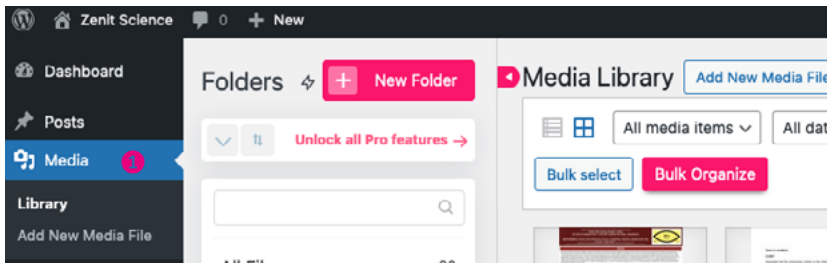 Zenit Science 0 + New
Dashboard
Posts
Media 1
Library
Add New Media File
Folders + New Folder
Unlock all Pro features →
Media Library Add New Media File
All media items All dat
Bulk select Bulk Organize